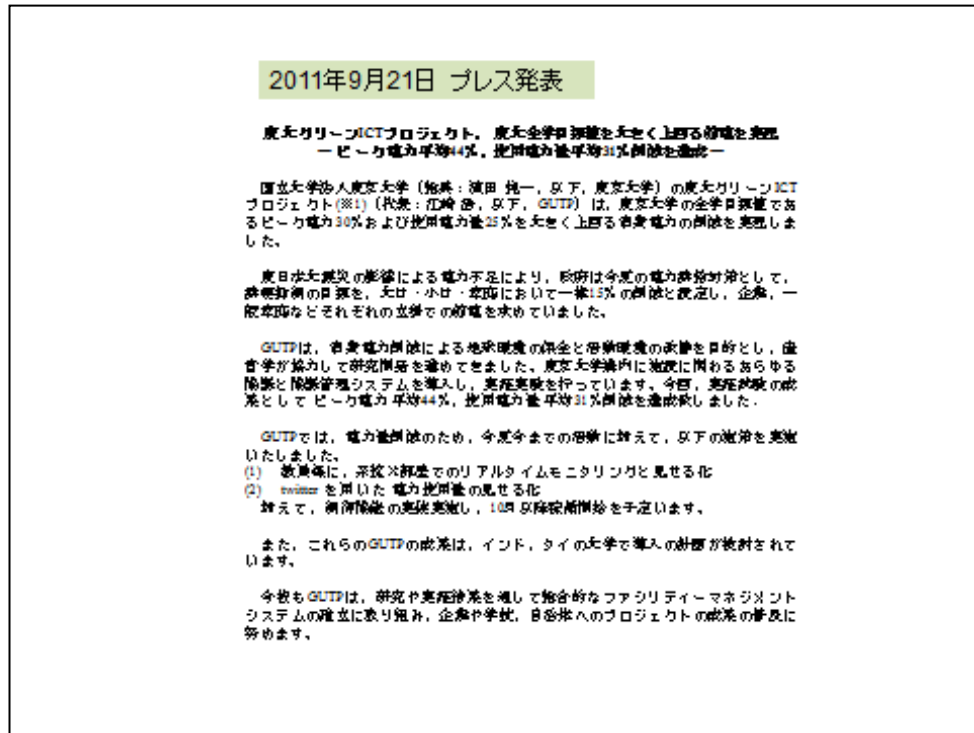 2011年9月21日 プレス発表
東大グリーンICTプロジェクト、東大全学目標値を大きく上回る節電を実現
ーピーク電力平均44%、使用電力量平均31%削減を達成ー
国立大学法人東京大学（総長：濱田 純一、以下、東京大学）の東大グリーンICT
プロジェクト(※1)（代表：江崎 浩、以下、GUTP）は、東京大学の全学目標値であ
るピーク電力30%および使用電力量25%を大きく上回る消費電力の削減を実現しま
した。
東日本大震災の影響による電力不足により、政府は今夏の電力需給対策として、
需要抑制の目標を、大口・小口・家庭において一律15%の削減と設定し、企業、一
般家庭などそれぞれの立場での節電を求めていました。
GUTPは、消費電力削減による地球環境の保全と活動環境の改善を目的とし、産
官学が協力して研究開発を進めてきました。東京大学構内に施設に関わるあらゆる
設備と設備管理システムを導入し、実証実験を行っています。今回、実証試験の成
果として ピーク電力 平均44%、使用電力量 平均31%削減を達成致しました．
GUTPでは、電力量削減のため、今夏今までの活動に加えて、以下の施策を実施
いたしました。
(1) 教員毎に、系統×部屋でのリアルタイムモニタリングと見せる化
(2) twitter を用いた 電力使用量の見せる化
加えて、制御機能の実装実施し、10月以降稼働開始を予定います。
また、これらのGUTPの成果は、インド、タイの大学で導入の計画が検討されて
います。
今後もGUTPは、研究や実証結果を通して統合的なファシリティーマネジメント
システムの確立に取り組み、企業や学校、自治体へのプロジェクトの成果の普及に
努めます。